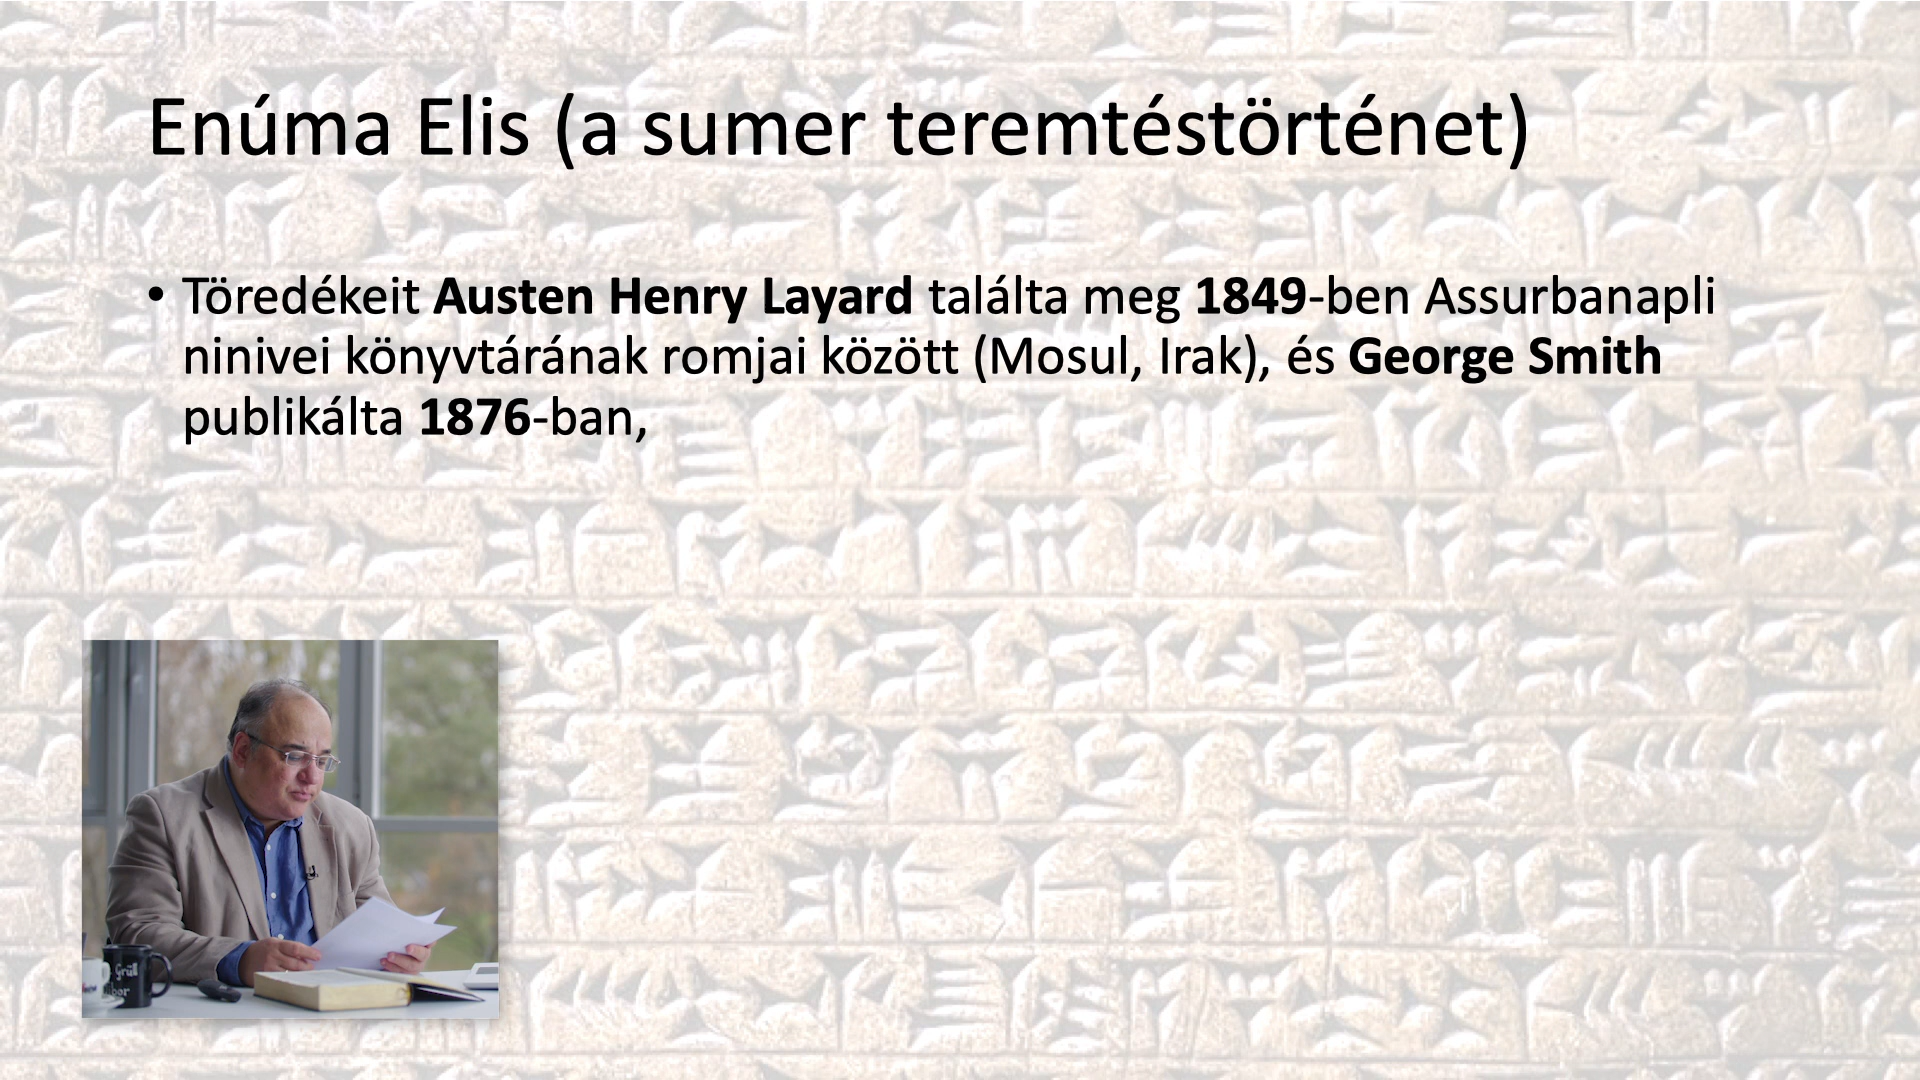 Enúma Elis (a sumer teremtéstörténet)
• Töredékeit Austen Henry Layard találta meg 1849-ben Assurbanapli
ninivei könyvtárának romjai között (Mosul, Irak), és George Smith
publikálta 1876-ban,
Grüll